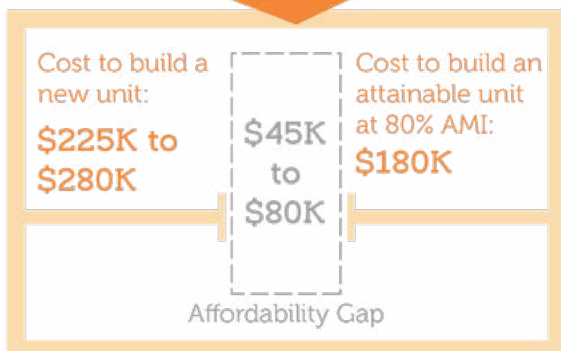 Cost to build a
new unit:
$225K to
$280K
$45K
to
$80K
Cost to build an
attainable unit
at 80% AMI:
$180K
Affordability Gap